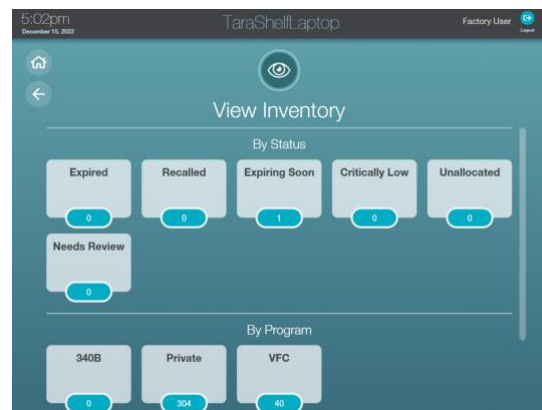 5:02pm
TaraShelfLaptop
Factory User
December 15, 2022
Logout
View Inventory
By Status
Expired
Recalled
Expiring Soon
Critically Low
Unallocated
0
0
1
0
0
Needs Review
0
By Program
340B
Private
VFC
0
304
40